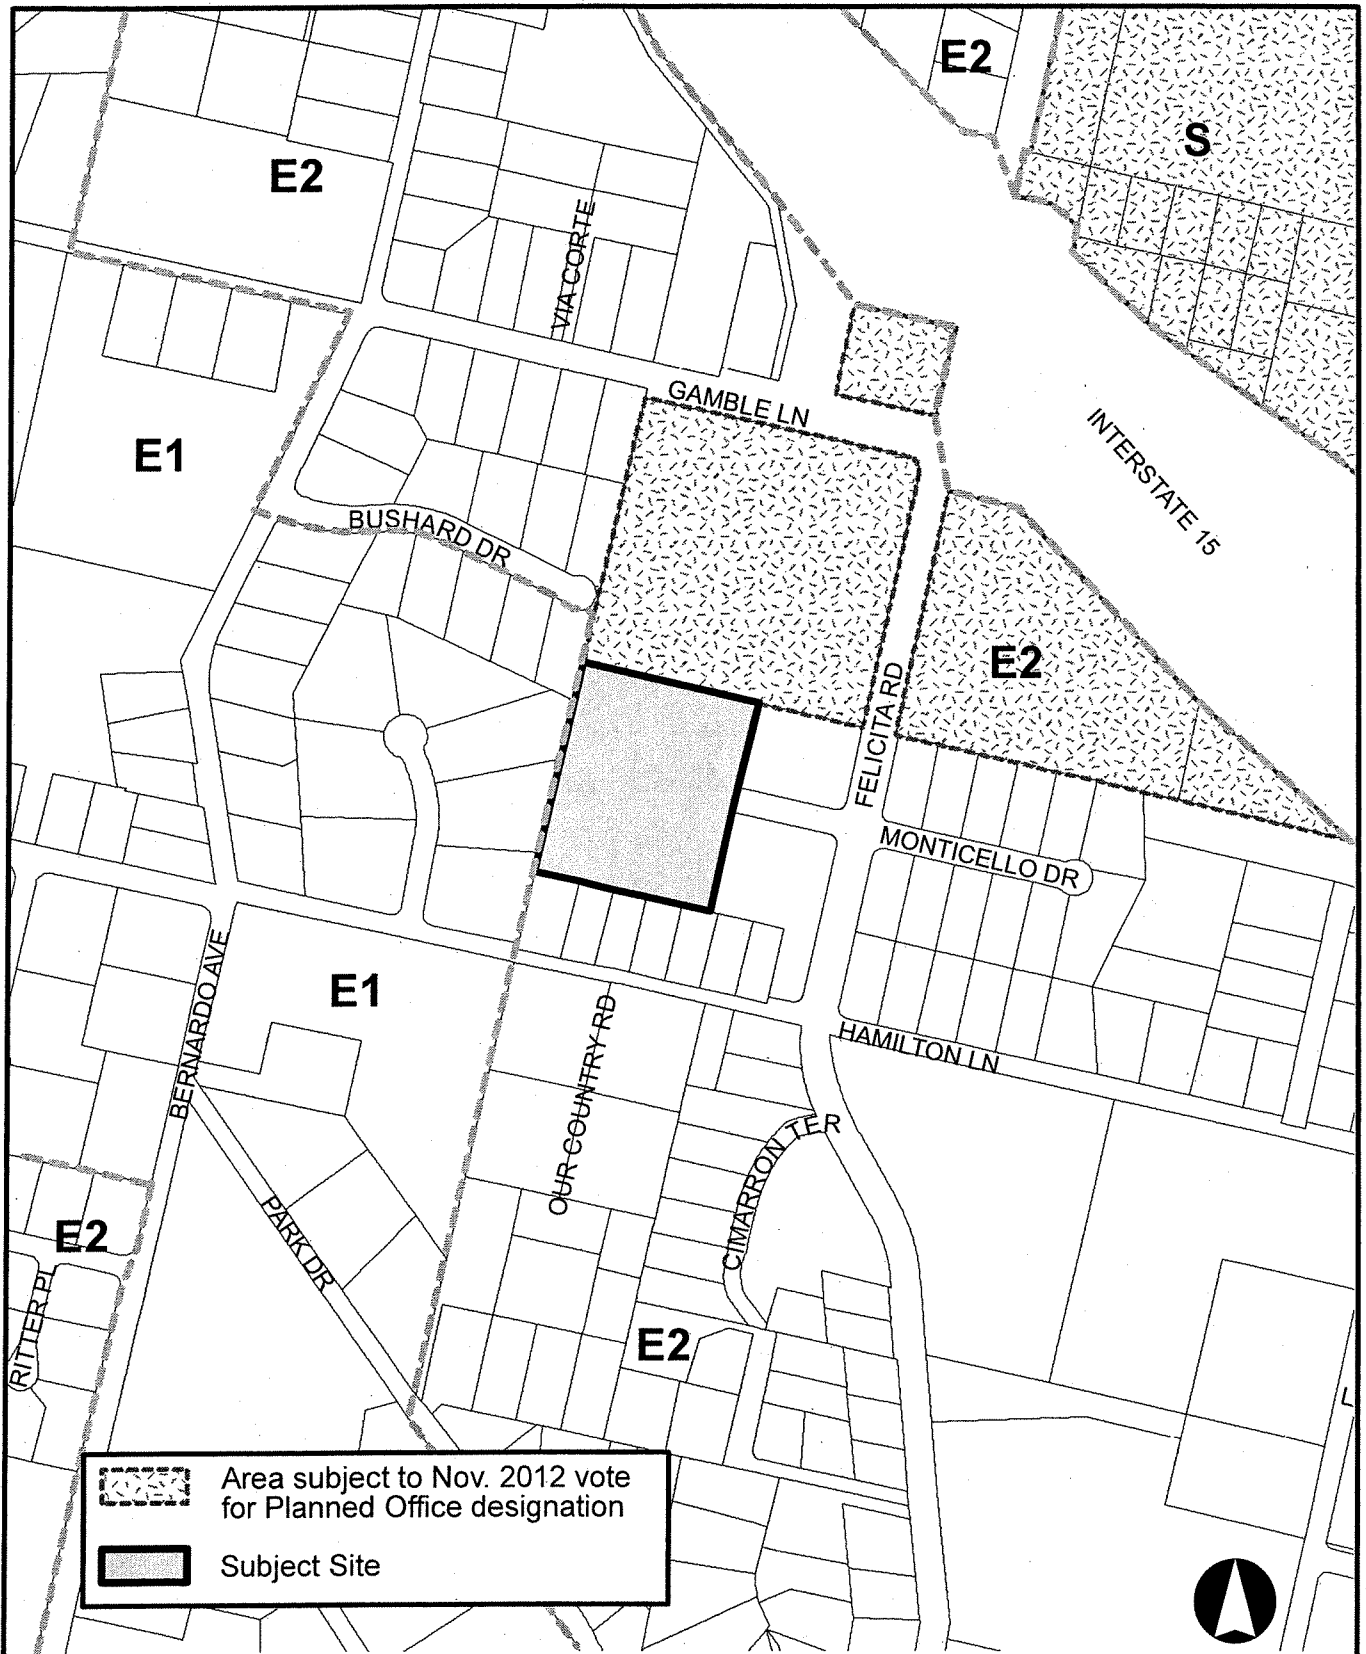 E2
S
E2
VIA CORTE
GAMBLE LN
INTERSTATE 15
E1
BUSHARD DR
E2
FELICITA RD
MONTICELLO DR
BERNARDO AVE
E1
OUR COUNTRY RD
HAMILTON LN
CIMARRON TER
PARK DR
E2
RITTER PL
E2
L
Area subject to Nov. 2012 vote
for Planned Office designation
Subject Site